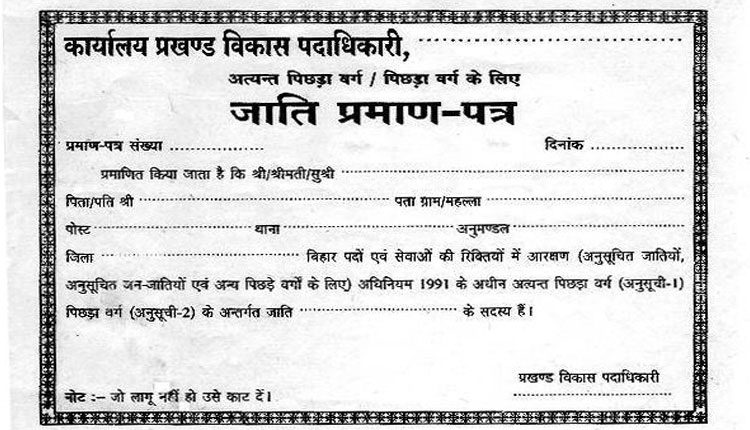 कार्यालय प्रखण्ड विकास पदाधिकारी, ..............................
अत्यन्त पिछड़ा वर्ग / पिछड़ा वर्ग के लिए
जाति प्रमाण-पत्र
प्रमाण-पत्र संख्या .................... दिनांक ....................
प्रमाणित किया जाता है कि श्री/श्रीमती/सुश्री ........................................
पिता/पति श्री ........................................ पता ग्राम/महल्ला ..............................
पोस्ट .............................. थाना .............................. अनुमण्डल ....................
जिला .............................. बिहार पदों एवं सेवाओं की रिक्तियों में आरक्षण (अनुसूचित जातियों,
अनुसूचित जन-जातियों एवं अन्य पिछड़े वर्गों के लिए) अधिनियम 1991 के अधीन अत्यन्त पिछड़ा वर्ग (अनुसूची-1)
पिछड़ा वर्ग (अनुसूची-2) के अन्तर्गत जाति .............................. के सदस्य हैं।
प्रखण्ड विकास पदाधिकारी
..............................
नोट :- जो लागू नहीं हो उसे काट दें।